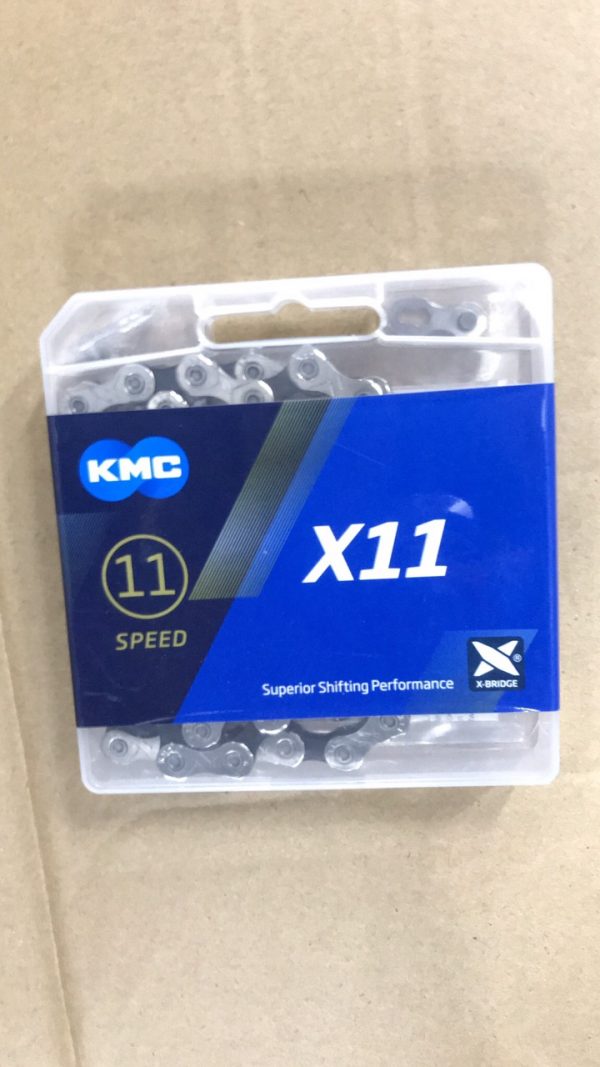 KMC
11
SPEED
X11
Superior Shifting Performance
X-BRIDGE®